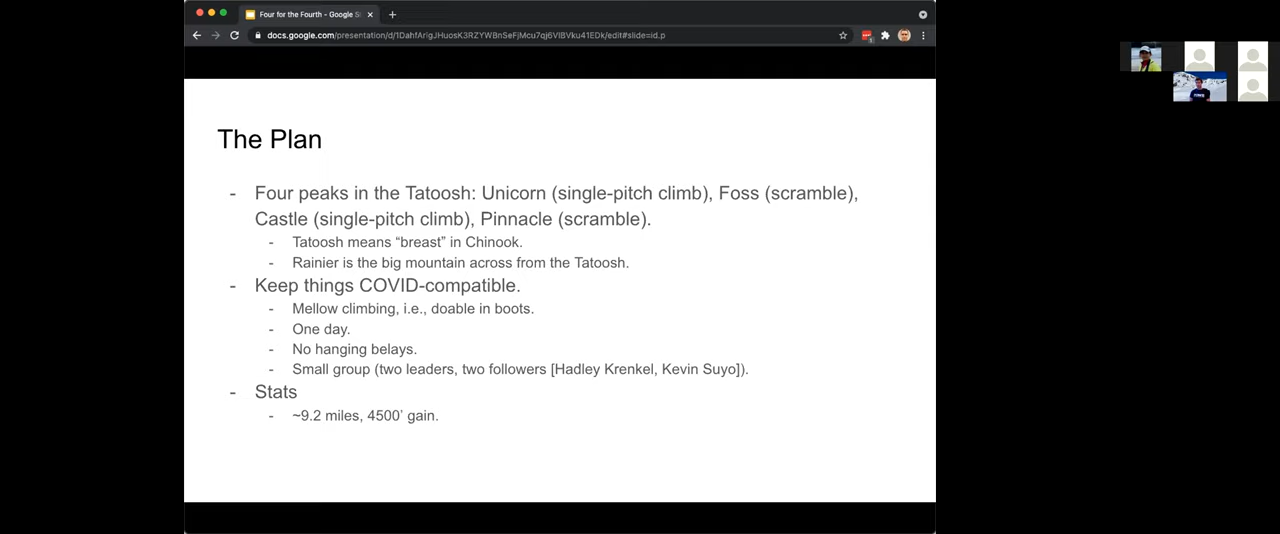 Four for the Fourth - Google S
docs.google.com/presentation/d/1DahfArigJHuosK3RZYWBnSeFjMcu7qj6VIBVku41EDk/edit#slide=id.p
The Plan
- Four peaks in the Tatoosh: Unicorn (single-pitch climb), Foss (scramble),
Castle (single-pitch climb), Pinnacle (scramble).
- Tatoosh means “breast” in Chinook.
- Rainier is the big mountain across from the Tatoosh.
- Keep things COVID-compatible.
- Mellow climbing, i.e., doable in boots.
- One day.
- No hanging belays.
- Small group (two leaders, two followers [Hadley Krenkel, Kevin Suyo]).
- Stats
- ~9.2 miles, 4500’ gain.